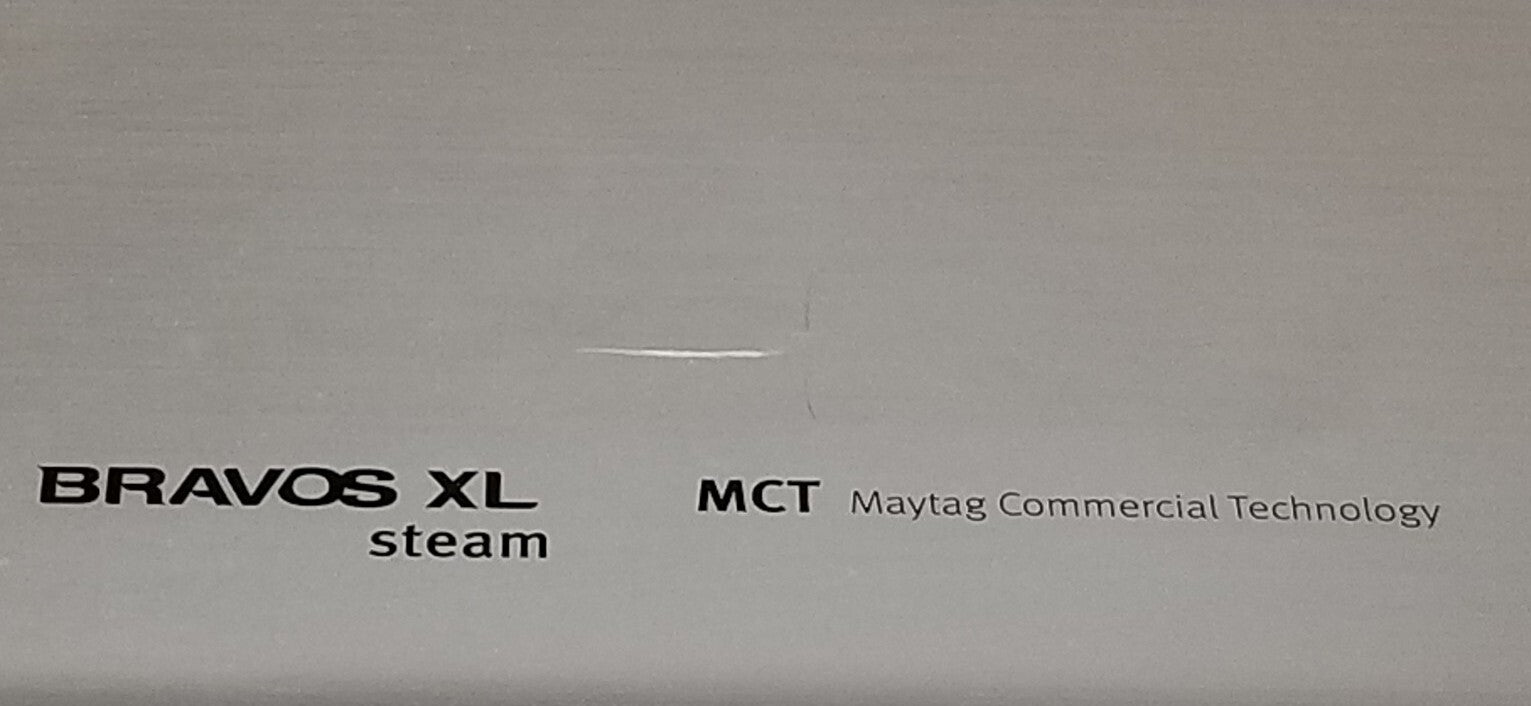 BRAVOS XL
steam
MCT Maytag Commercial Technology